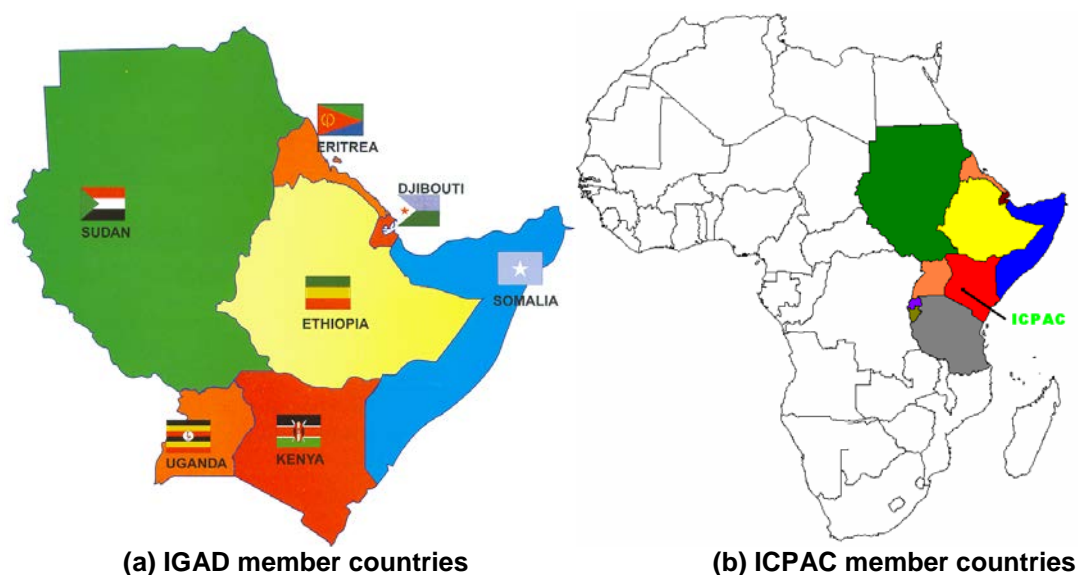 ERITREA
DJIBOUTI
SUDAN
SOMALIA
ETHIOPIA
UGANDA
KENYA
ICPAC
(a) IGAD member countries
(b) ICPAC member countries